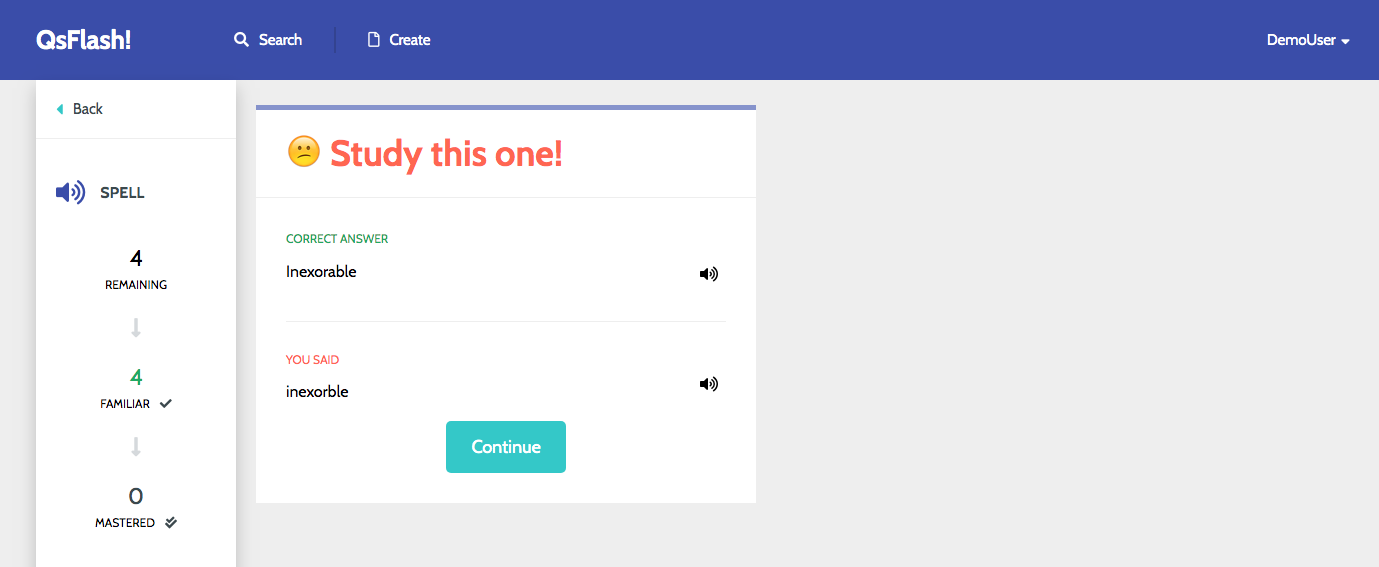 QsFlash!
Search
Create
DemoUser
Back
SPELL
4
REMAINING
4
FAMILIAR
0
MASTERED
Study this one!
CORRECT ANSWER
Inexorable
YOU SAID
inexorble
Continue